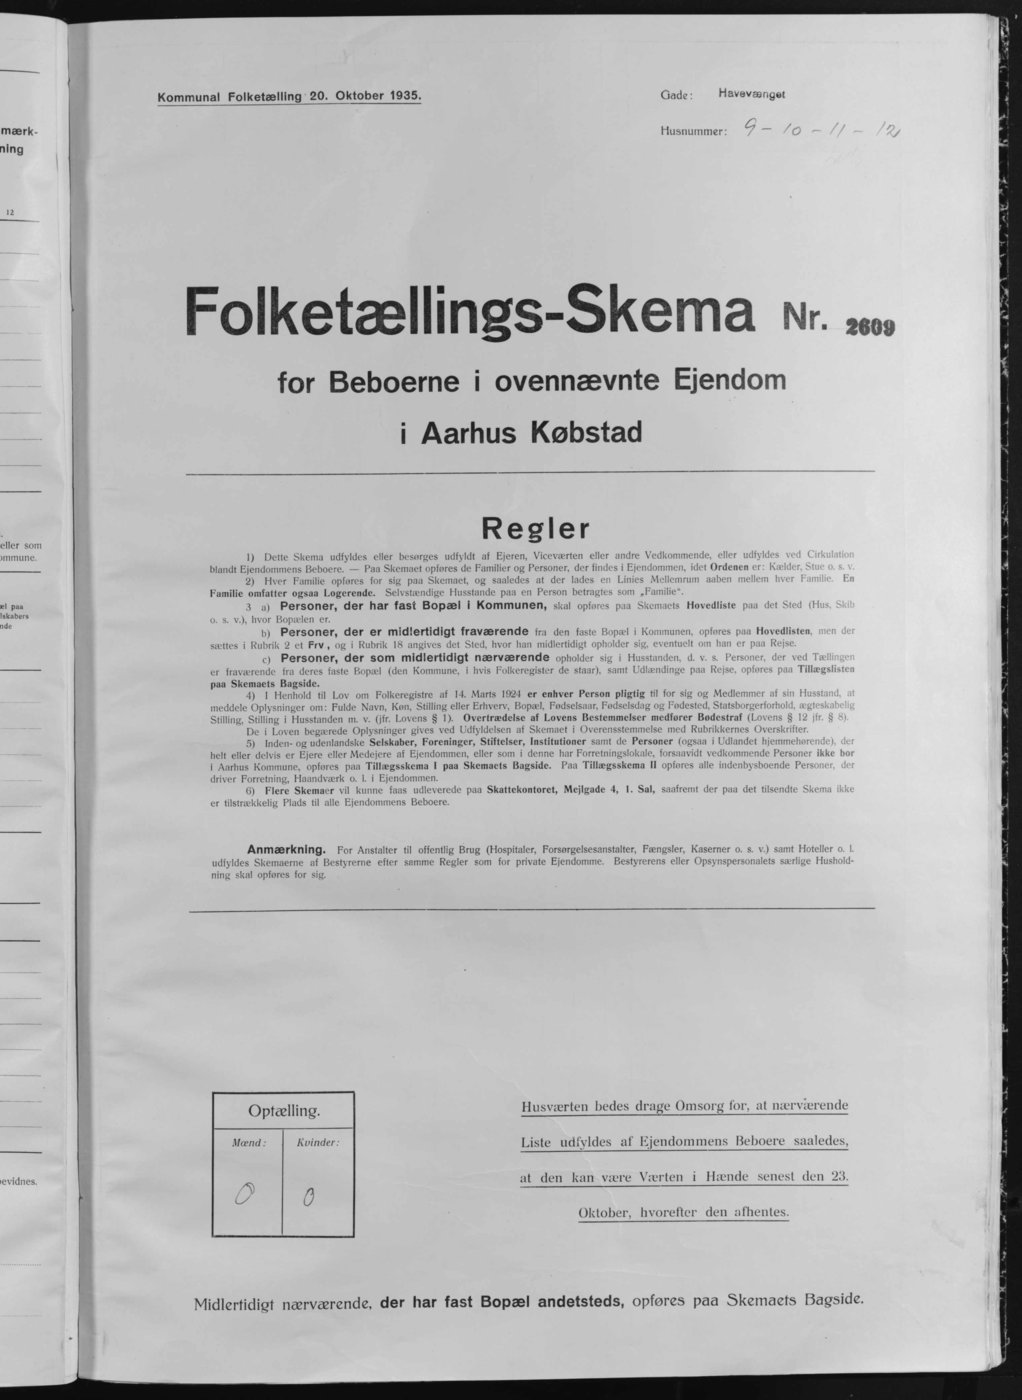 mærk-
ning
12
eller som
ommune.
el paa
lskabers
nde
evidnes.
Kommunal Folketælling 20. Oktober 1935.
Gade: Havevænget
Husnummer: 9 - 10 - 11 - 12
Folketællings-Skema Nr. 2609
for Beboerne i ovennævnte Ejendom
i Aarhus Købstad
Regler
1) Dette Skema udfyldes eller besørges udfyldt af Ejeren, Viceværten eller andre Vedkommende, eller udfyldes ved Cirkulation
blandt Ejendommens Beboere. — Paa Skemaet opføres de Familier og Personer, der findes i Ejendommen, idet Ordenen er: Kælder, Stue o. s. v.
2) Hver Familie opføres for sig paa Skemaet, og saaledes at der lades en Linies Mellemrum aaben mellem hver Familie. En
Familie omfatter ogsaa Logerende. Selvstændige Husstande paa en Person betragtes som „Familie“.
3 a) Personer, der har fast Bopæl i Kommunen, skal opføres paa Skemaets Hovedliste paa det Sted (Hus, Skib
o. s. v.), hvor Bopælen er.
b) Personer, der er midlertidigt fraværende fra den faste Bopæl i Kommunen, opføres paa Hovedlisten, men der
sættes i Rubrik 2 et Frv, og i Rubrik 18 angives det Sted, hvor han midlertidigt opholder sig, eventuelt om han er paa Rejse.
c) Personer, der som midlertidigt nærværende opholder sig i Husstanden, d. v. s. Personer, der ved Tællingen
er fraværende fra deres faste Bopæl (den Kommune, i hvis Folkeregister de staar), samt Udlændinge paa Rejse, opføres paa Tillægslisten
paa Skemaets Bagside.
4) I Henhold til Lov om Folkeregistre af 14. Marts 1924 er enhver Person pligtig til for sig og Medlemmer af sin Husstand, at
meddele Oplysninger om: Fulde Navn, Køn, Stilling eller Erhverv, Bopæl, Fødselsaar, Fødselsdag og Fødested, Statsborgerforhold, ægteskabelig
Stilling, Stilling i Husstanden m. v. (jfr. Lovens § 1). Overtrædelse af Lovens Bestemmelser medfører Bødestraf (Lovens § 12 jfr. § 8).
De i Loven begærede Oplysninger gives ved Udfyldelsen af Skemaet i Overensstemmelse med Rubrikkernes Overskrifter.
5) Inden- og udenlandske Selskaber, Foreninger, Stiftelser, Institutioner samt de Personer (ogsaa i Udlandet hjemmehørende), der
helt eller delvis er Ejere eller Medejere af Ejendommen, eller som i denne har Forretningslokale, forsaavidt vedkommende Personer ikke bor
i Aarhus Kommune, opføres paa Tillægsskema I paa Skemaets Bagside. Paa Tillægsskema II opføres alle indenbysboende Personer, der
driver Forretning, Haandværk o. l. i Ejendommen.
6) Flere Skemaer vil kunne faas udleverede paa Skattekontoret, Mejlgade 4, 1. Sal, saafremt der paa det tilsendte Skema ikke
er tilstrækkelig Plads til alle Ejendommens Beboere.
Anmærkning. For Anstalter til offentlig Brug (Hospitaler, Forsørgelsesanstalter, Fængsler, Kaserner o. s. v.) samt Hoteller o. l.
udfyldes Skemaerne af Bestyrerne efter samme Regler som for private Ejendomme. Bestyrerens eller Opsynspersonalets særlige Hushold-
ning skal opføres for sig.
Optælling.
Mænd: Kvinder:
0 0
Husværten bedes drage Omsorg for, at nærværende
Liste udfyldes af Ejendommens Beboere saaledes,
at den kan være Værten i Hænde senest den 23.
Oktober, hvorefter den afhentes.
Midlertidigt nærværende, der har fast Bopæl andetsteds, opføres paa Skemaets Bagside.